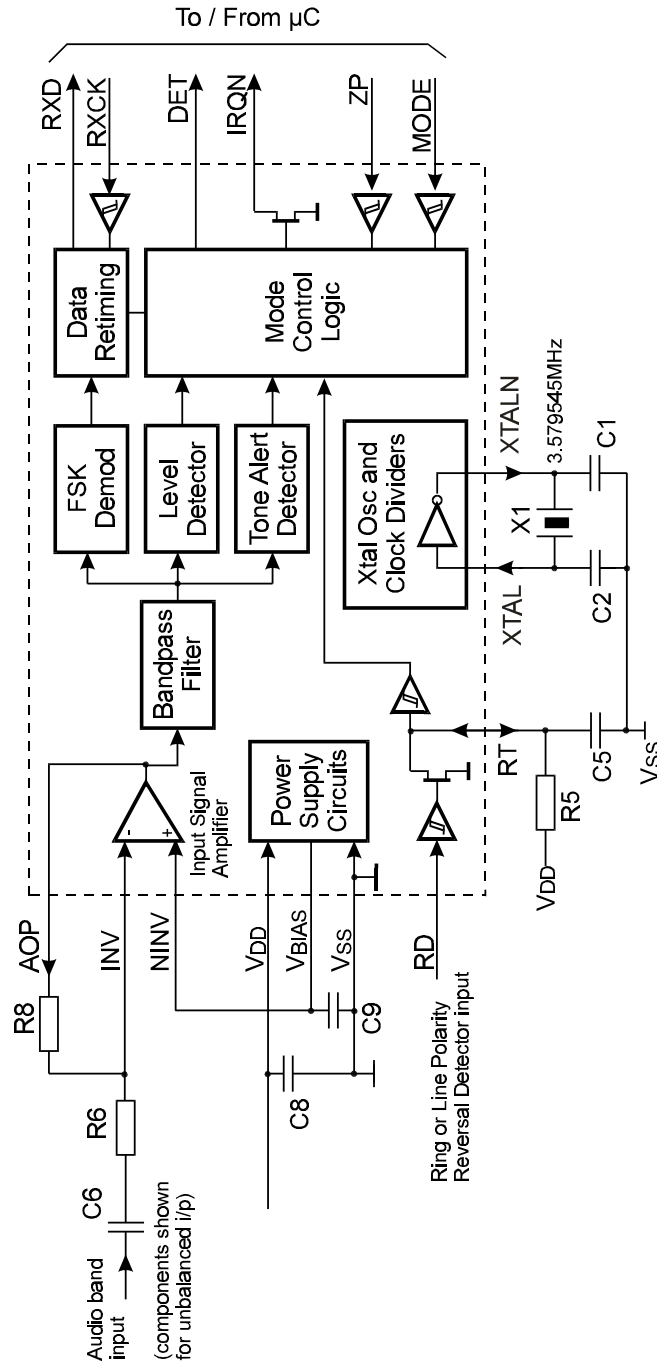 To / From µC
RXD
RXCK
DET
IRQN
ZP
MODE
Data
Retiming
Mode
Control
Logic
FSK
Demod
Level
Detector
Tone Alert
Detector
Xtal Osc and
Clock Dividers
Bandpass
Filter
Input Signal
Amplifier
-
+
Power
Supply
Circuits
AOP
INV
NINV
VDD
VBIAS
VSS
RD
RT
XTAL
XTALN
X1
3.579545MHz
C1
C2
C5
VSS
R5
VDD
R8
R6
C6
C8
C9
Audio band
input
(components shown
for unbalanced i/p)
Ring or Line Polarity
Reversal Detector input